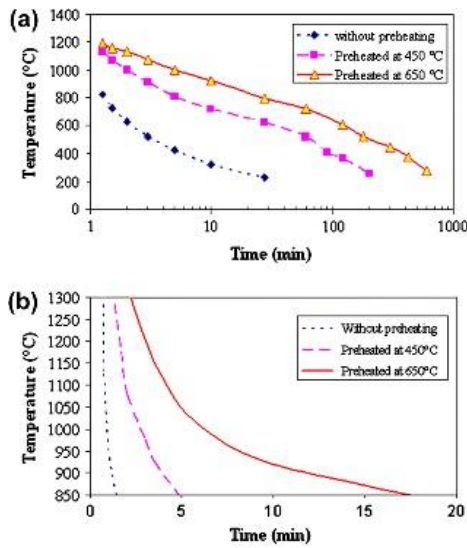 (a)
Temperature (°C)
1400
1200
1000
800
600
400
200
0
without preheating
Preheated at 450 °C
Preheated at 650 °C
1
10
100
1000
Time (min)
(b)
Temperature (°C)
1300
1250
1200
1150
1100
1050
1000
950
900
850
Without preheating
Preheated at 450°C
Preheated at 650°C
0
5
10
15
20
Time (min)